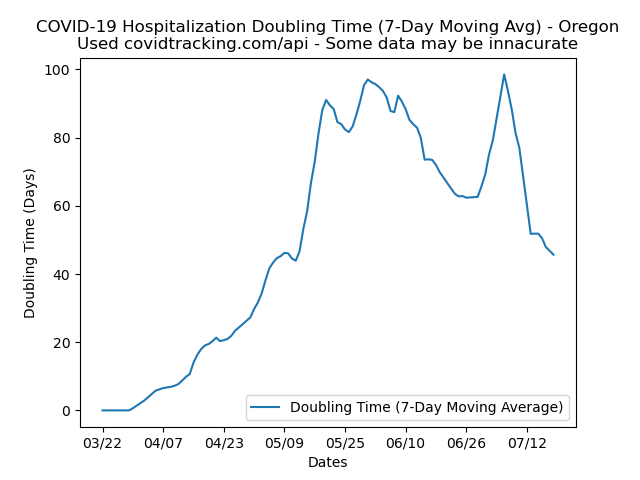 COVID-19 Hospitalization Doubling Time (7-Day Moving Avg) - Oregon
Used covidtracking.com/api - Some data may be innacurate
100
80
60
40
20
0
Doubling Time (Days)
Doubling Time (7-Day Moving Average)
03/22 04/07 04/23 05/09 05/25 06/10 06/26 07/12
Dates